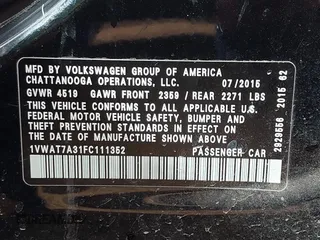 MFD. BY VOLKSWAGEN GROUP OF AMERICA
CHATTANOOGA OPERATIONS, LLC. 07/2015
GVWR 4519 GAWR FRONT 2359 / REAR 2271 LBS
THIS VEHICLE CONFORMS TO ALL APPLICABLE U.S.
FEDERAL MOTOR VEHICLE SAFETY, BUMPER AND
THEFT PREVENTION STANDARDS IN EFFECT ON THE
DATE OF MANUFACTURE SHOWN ABOVE.
1VWAT7A31FC111352 PASSENGER CAR
2929556 2015 62